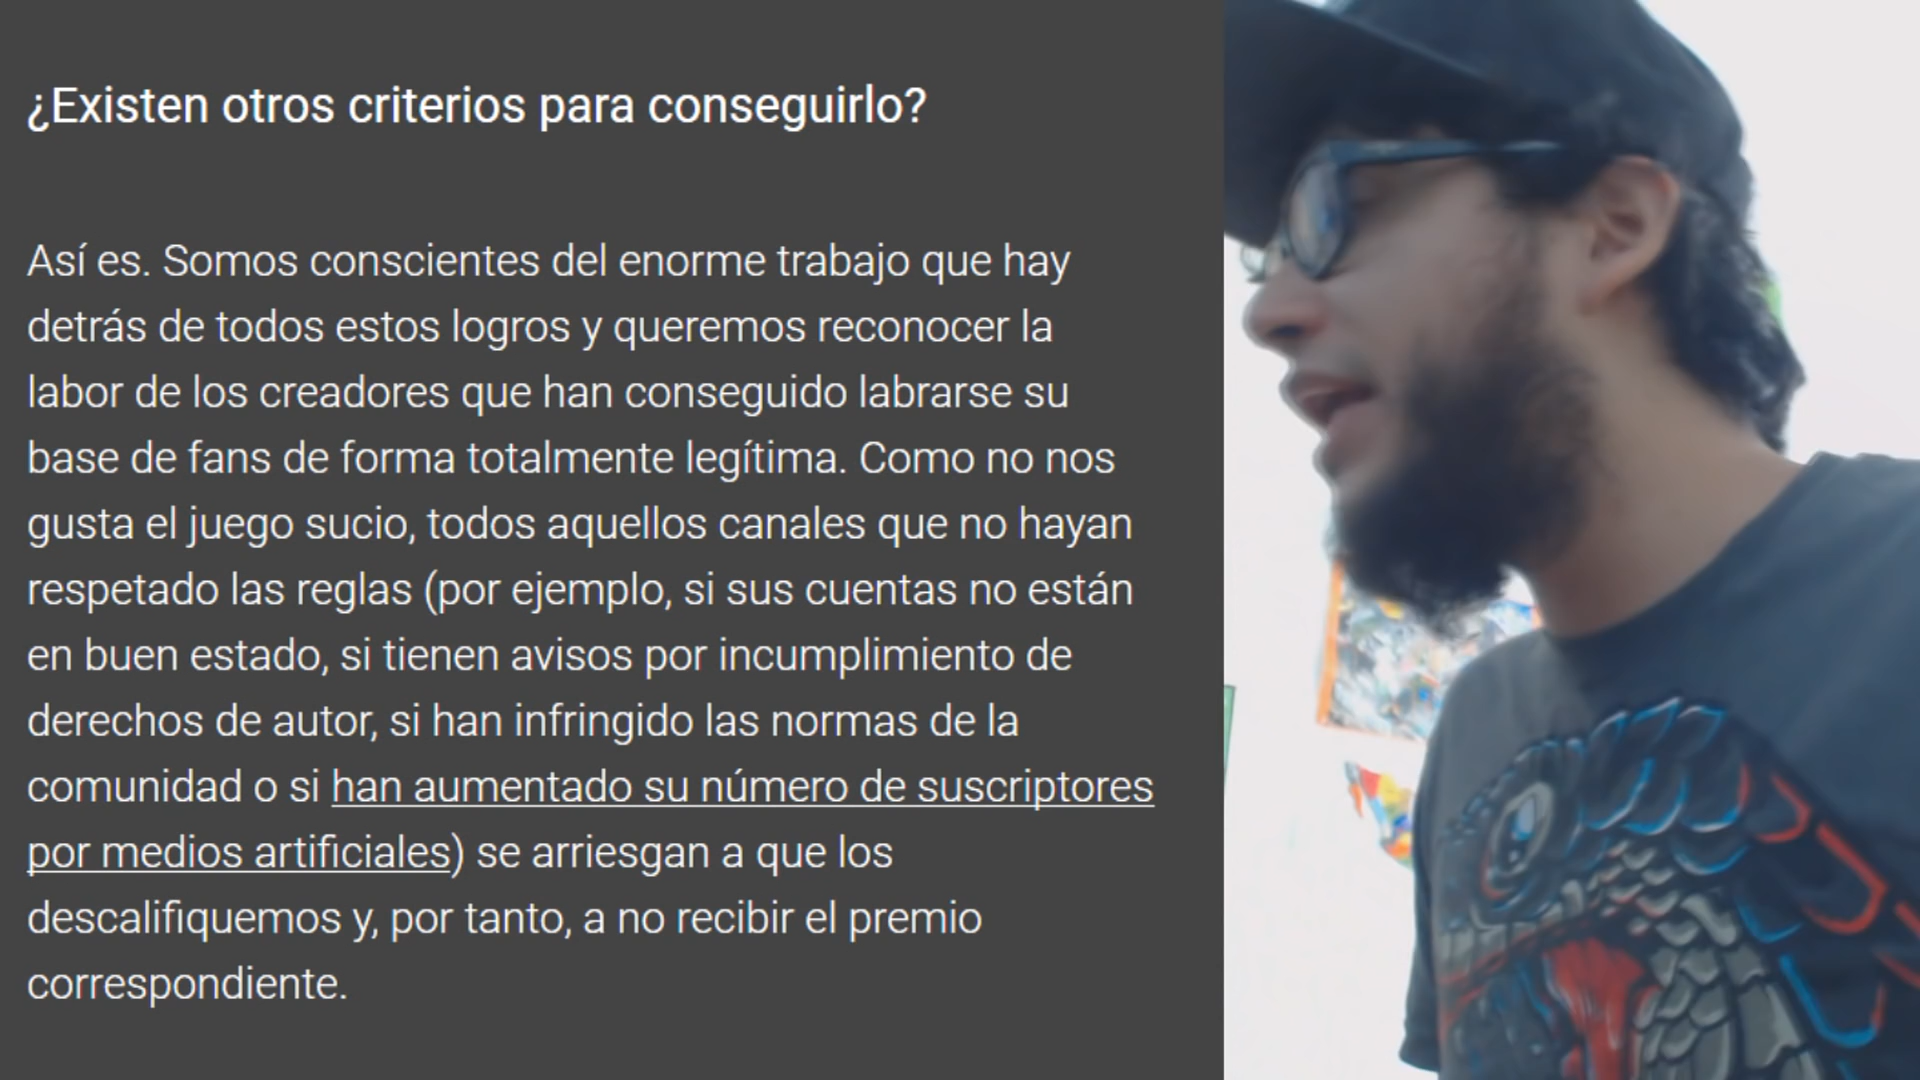 ¿Existen otros criterios para conseguirlo?
Así es. Somos conscientes del enorme trabajo que hay
detrás de todos estos logros y queremos reconocer la
labor de los creadores que han conseguido labrarse su
base de fans de forma totalmente legítima. Como no nos
gusta el juego sucio, todos aquellos canales que no hayan
respetado las reglas (por ejemplo, si sus cuentas no están
en buen estado, si tienen avisos por incumplimiento de
derechos de autor, si han infringido las normas de la
comunidad o si han aumentado su número de suscriptores
por medios artificiales) se arriesgan a que los
descalifiquemos y, por tanto, a no recibir el premio
correspondiente.